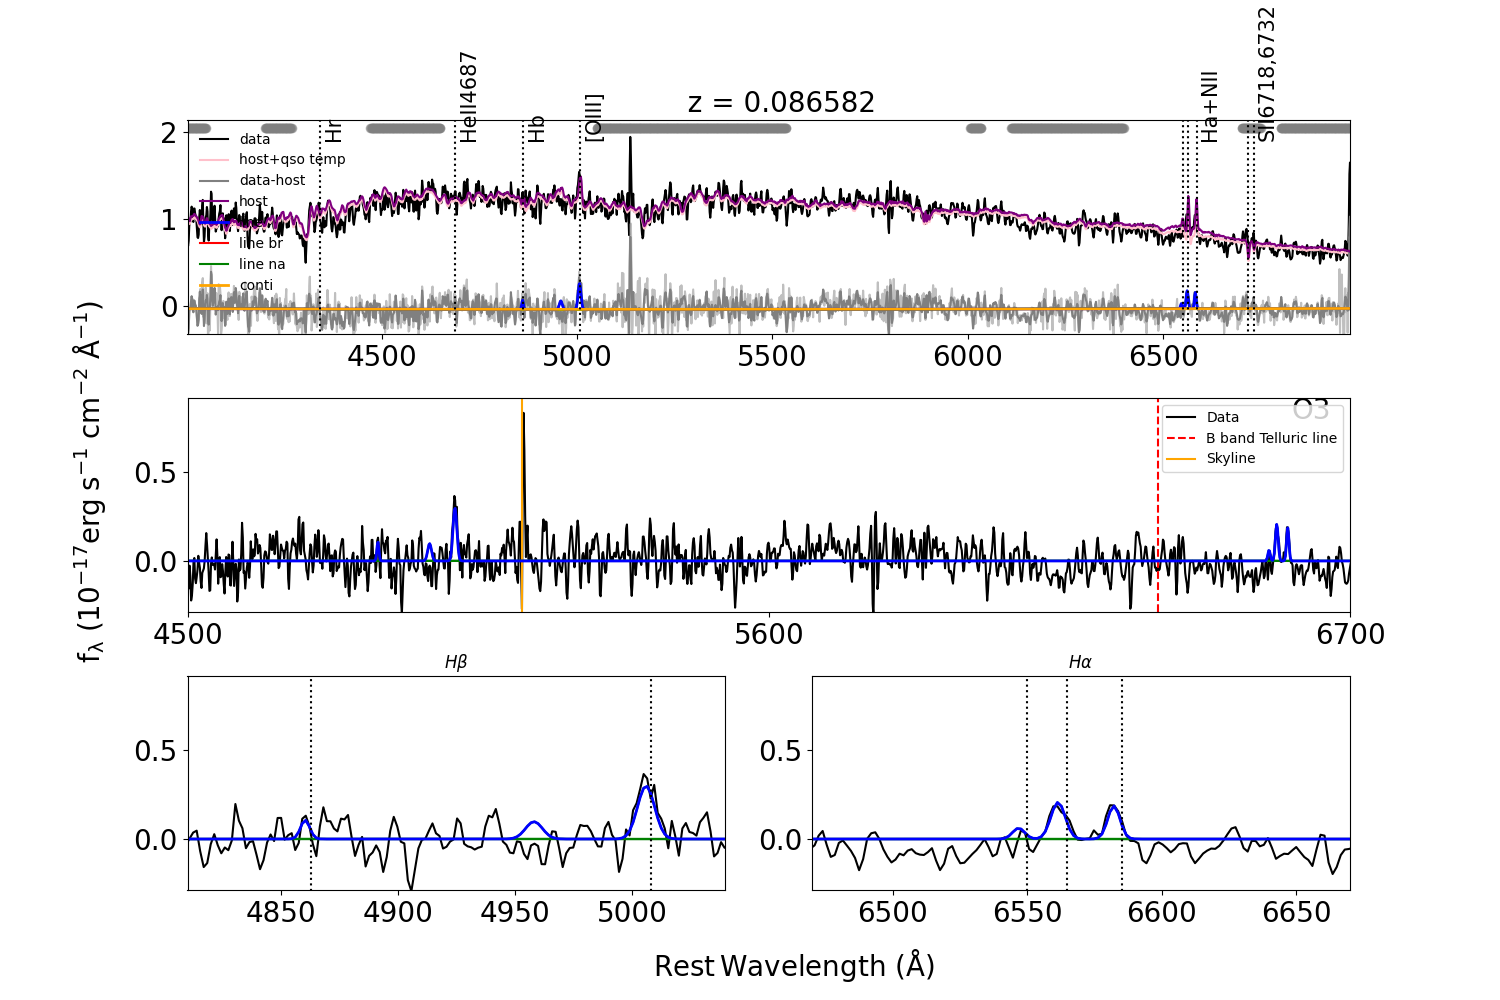 z = 0.086582
Hr
HeII4687
Hb
[OIII]
Ha+NII
SII6718,6732
data
host+qso temp
data-host
host
line br
line na
conti
2
1
0
4500
5000
5500
6000
6500
O3
Data
B band Telluric line
Skyline
0.5
0.0
4500
5600
6700
fλ (10⁻¹⁷erg s⁻¹ cm⁻² Å⁻¹)
Hβ
0.5
0.0
4850
4900
4950
5000
Hα
0.5
0.0
6500
6550
6600
6650
Rest Wavelength (Å)